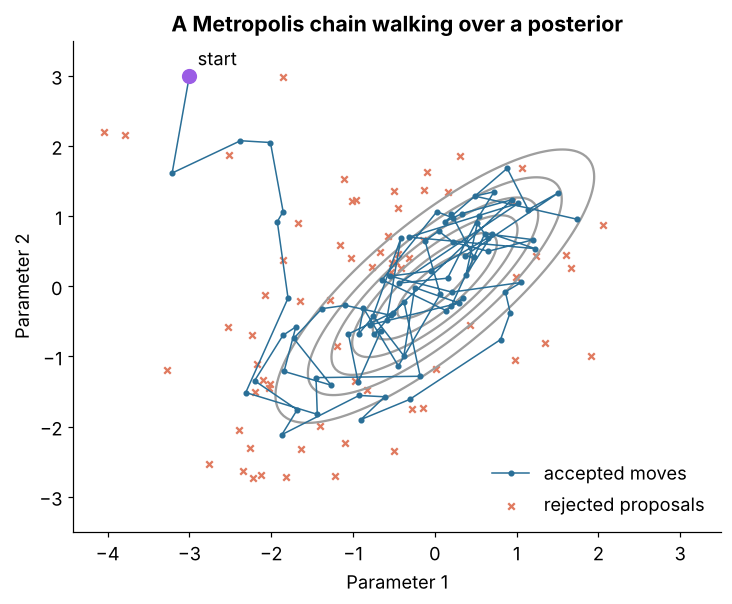 A Metropolis chain walking over a posterior
start
3
2
1
0
−1
−2
−3
Parameter 2
accepted moves
rejected proposals
−4 −3 −2 −1 0 1 2 3
Parameter 1